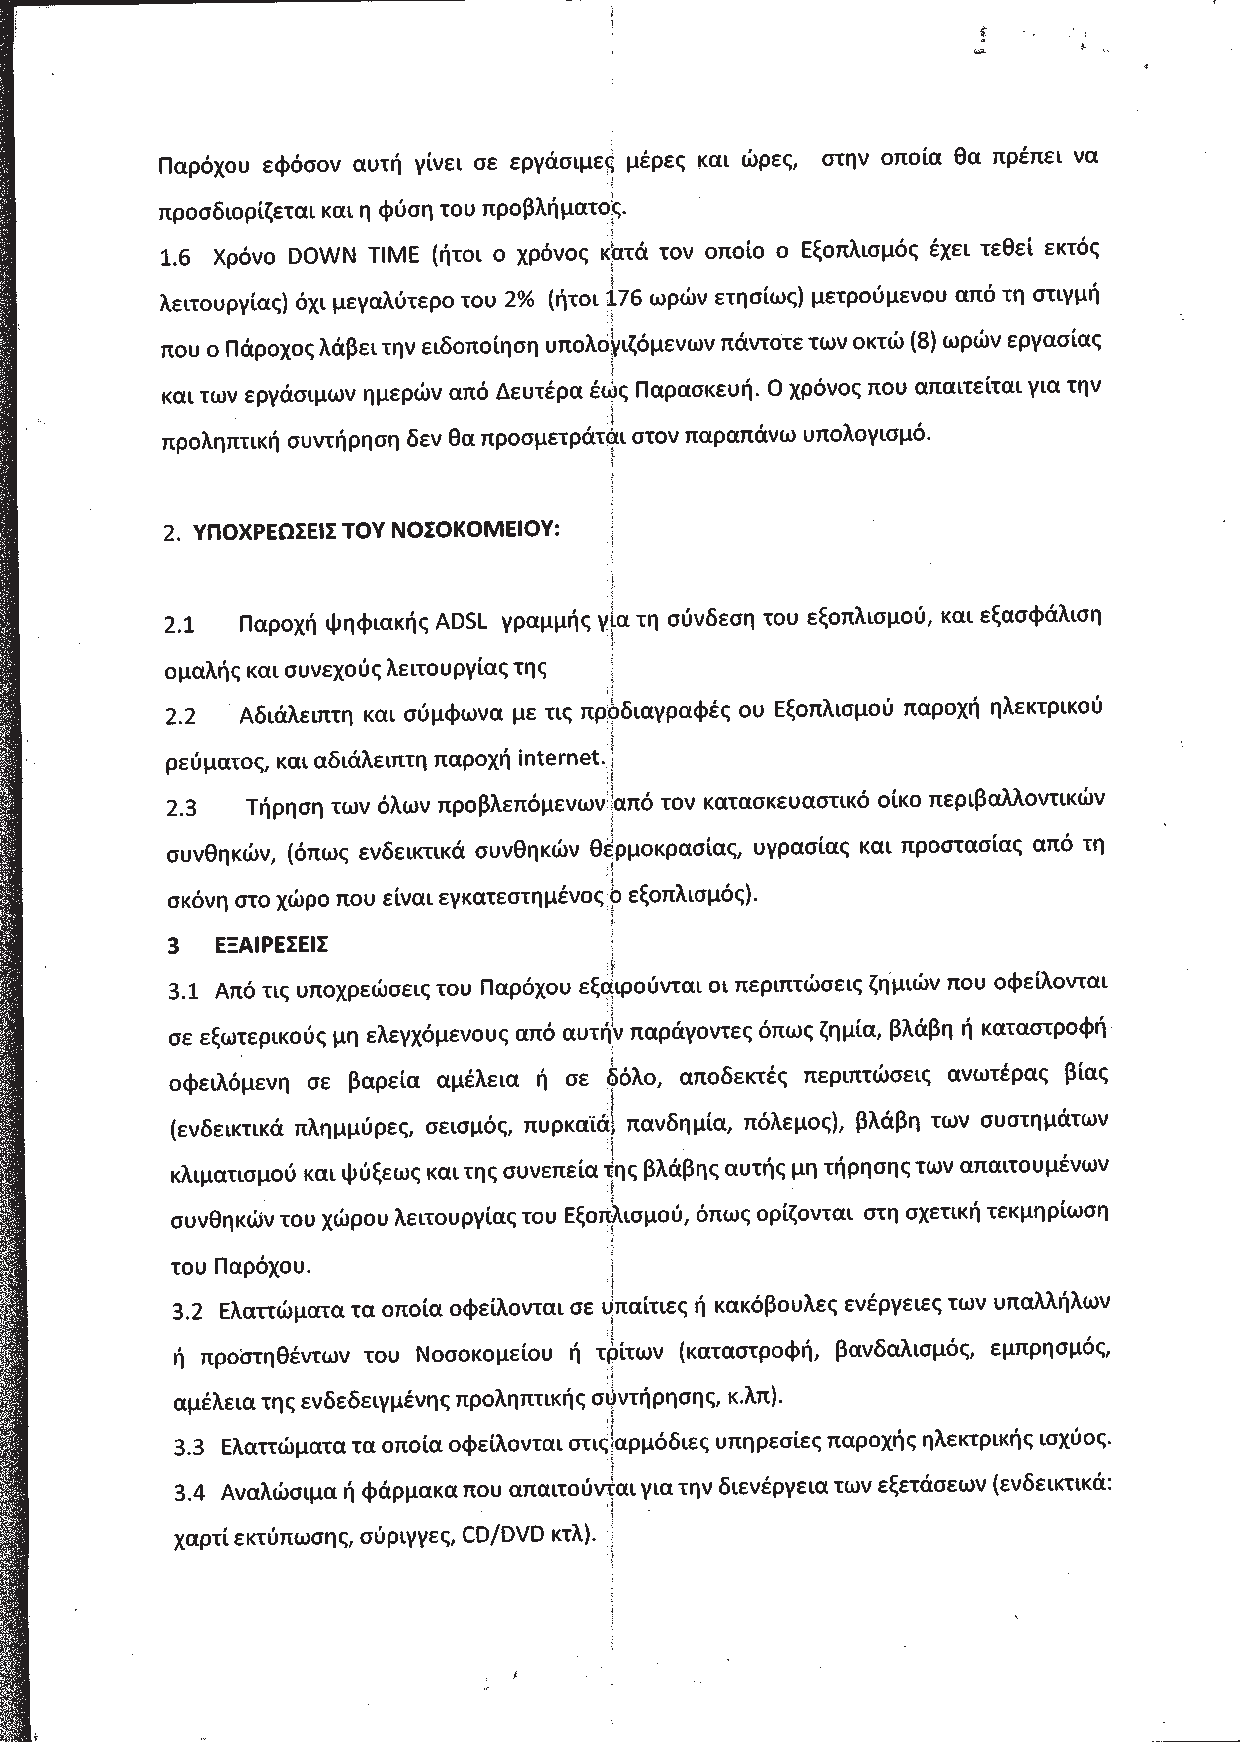 Παρόχου εφόσον αυτή γίνει σε εργάσιμες μέρες και ώρες, στην οποία θα πρέπει να
προσδιορίζεται και η φύση του προβλήματος.
1.6 Χρόνο DOWN TIME (ήτοι ο χρόνος κατά τον οποίο ο Εξοπλισμός έχει τεθεί εκτός
λειτουργίας) όχι μεγαλύτερο του 2% (ήτοι 176 ωρών ετησίως) μετρούμενου από τη στιγμή
που ο Πάροχος λάβει την ειδοποίηση υπολογιζόμενων πάντοτε των οκτώ (8) ωρών εργασίας
και των εργάσιμων ημερών από Δευτέρα έως Παρασκευή. Ο χρόνος που απαιτείται για την
προληπτική συντήρηση δεν θα προσμετράται στον παραπάνω υπολογισμό.
2. ΥΠΟΧΡΕΩΣΕΙΣ ΤΟΥ ΝΟΣΟΚΟΜΕΙΟΥ:
2.1 Παροχή ψηφιακής ADSL γραμμής για τη σύνδεση του εξοπλισμού, και εξασφάλιση
ομαλής και συνεχούς λειτουργίας της
2.2 Αδιάλειπτη και σύμφωνα με τις προδιαγραφές ου Εξοπλισμού παροχή ηλεκτρικού
ρεύματος, και αδιάλειπτη παροχή internet.
2.3 Τήρηση των όλων προβλεπόμενων από τον κατασκευαστικό οίκο περιβαλλοντικών
συνθηκών, (όπως ενδεικτικά συνθηκών θερμοκρασίας, υγρασίας και προστασίας από τη
σκόνη στο χώρο που είναι εγκατεστημένος ο εξοπλισμός).
3 ΕΞΑΙΡΕΣΕΙΣ
3.1 Από τις υποχρεώσεις του Παρόχου εξαιρούνται οι περιπτώσεις ζημιών που οφείλονται
σε εξωτερικούς μη ελεγχόμενους από αυτήν παράγοντες όπως ζημία, βλάβη ή καταστροφή
οφειλόμενη σε βαρεία αμέλεια ή σε δόλο, αποδεκτές περιπτώσεις ανωτέρας βίας
(ενδεικτικά πλημμύρες, σεισμός, πυρκαϊά, πανδημία, πόλεμος), βλάβη των συστημάτων
κλιματισμού και ψύξεως και της συνεπεία της βλάβης αυτής μη τήρησης των απαιτουμένων
συνθηκών του χώρου λειτουργίας του Εξοπλισμού, όπως ορίζονται στη σχετική τεκμηρίωση
του Παρόχου.
3.2 Ελαττώματα τα οποία οφείλονται σε υπαίτιες ή κακόβουλες ενέργειες των υπαλλήλων
ή προστηθέντων του Νοσοκομείου ή τρίτων (καταστροφή, βανδαλισμός, εμπρησμός,
αμέλεια της ενδεδειγμένης προληπτικής συντήρησης, κ.λπ).
3.3 Ελαττώματα τα οποία οφείλονται στις αρμόδιες υπηρεσίες παροχής ηλεκτρικής ισχύος.
3.4 Αναλώσιμα ή φάρμακα που απαιτούνται για την διενέργεια των εξετάσεων (ενδεικτικά:
χαρτί εκτύπωσης, σύριγγες, CD/DVD κτλ).